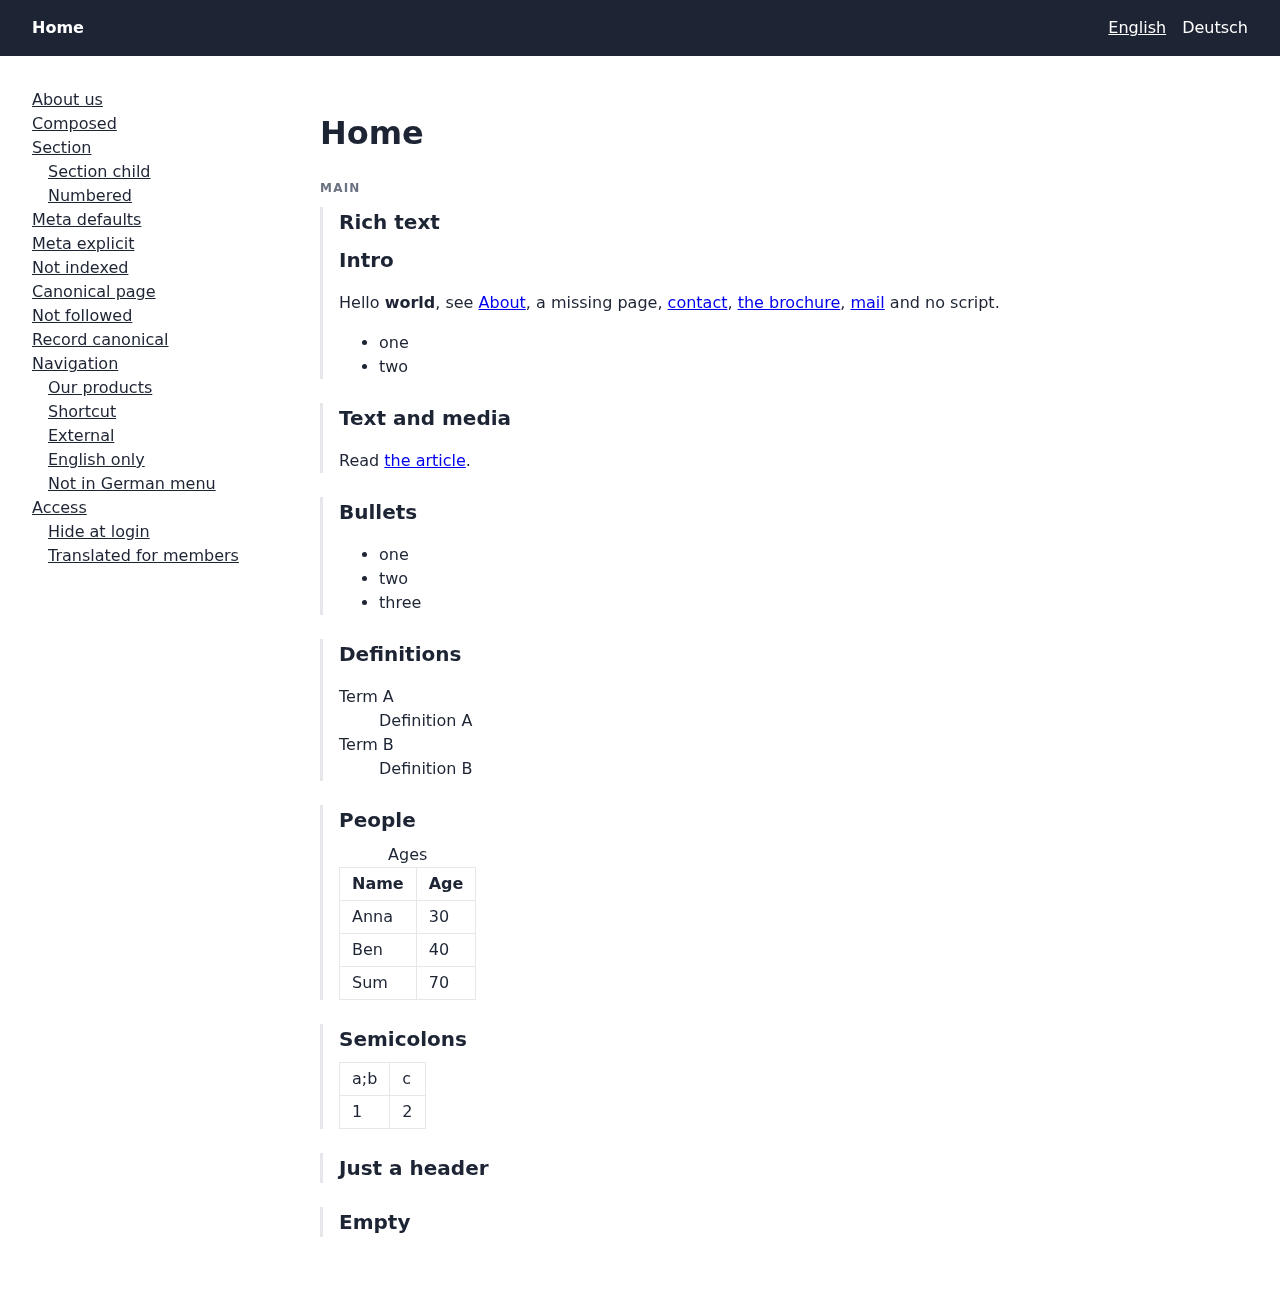 Home
English Deutsch
About us
Composed
Section
Section child
Numbered
Meta defaults
Meta explicit
Not indexed
Canonical page
Not followed
Record canonical
Navigation
Our products
Shortcut
External
English only
Not in German menu
Access
Hide at login
Translated for members
Home
MAIN
Rich text
Intro
Hello world, see About, a missing page, contact, the brochure, mail and no script.
one
two
Text and media
Read the article.
Bullets
one
two
three
Definitions
Term A
Definition A
Term B
Definition B
People
Ages
Name Age
Anna 30
Ben 40
Sum 70
Semicolons
a;b c
1 2
Just a header
Empty